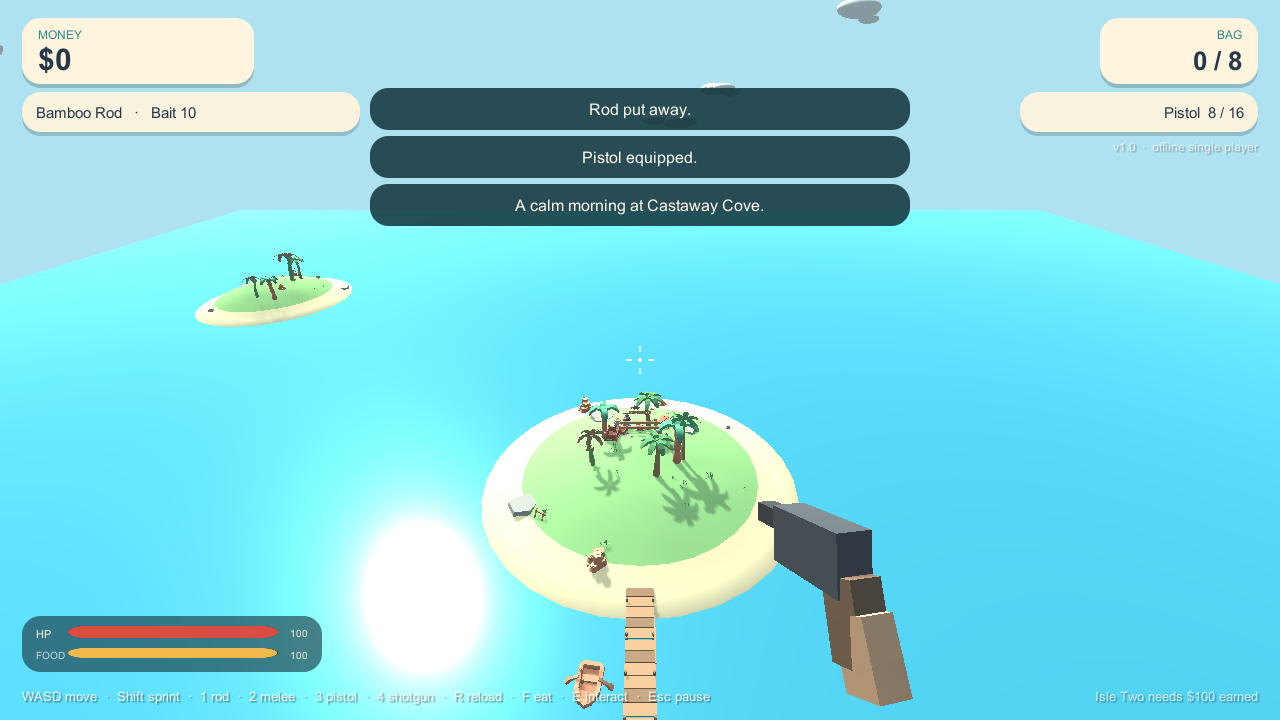 MONEY
$0
BAG
0 / 8
Bamboo Rod · Bait 10
Rod put away.
Pistol 8 / 16
v1.0 · offline single player
Pistol equipped.
A calm morning at Castaway Cove.
HP 100
FOOD 100
WASD move · Shift sprint · 1 rod · 2 melee · 3 pistol · 4 shotgun · R reload · F eat · E interact · Esc pause
Isle Two needs $100 earned